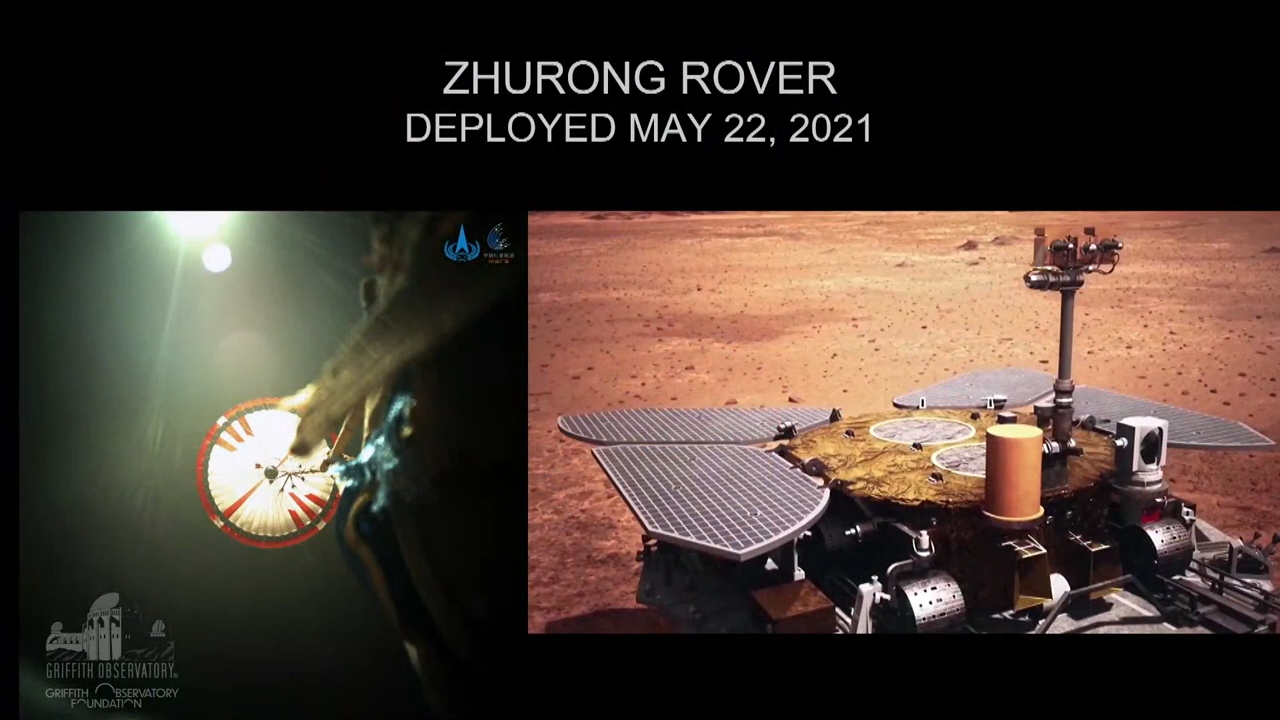 ZHURONG ROVER
DEPLOYED MAY 22, 2021
GRIFFITH OBSERVATORY
GRIFFITH OBSERVATORY
FOUNDATION